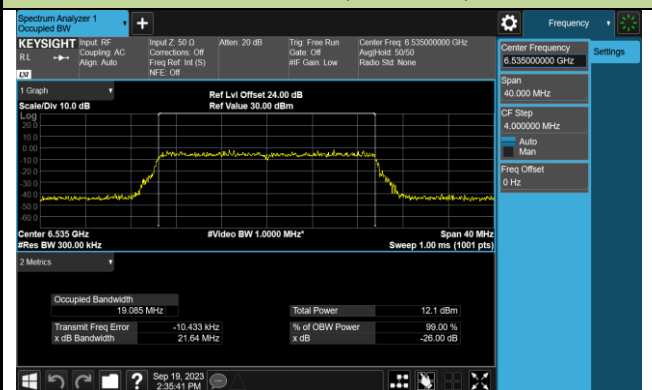 Spectrum Analyzer 1
Occupied BW
+
Frequency
KEYSIGHT
Input: RF
Coupling: AC
Align: Auto
Input Z: 50 Ω
Corrections: Off
Freq Ref: Int (S)
NFE: Off
Atten: 20 dB
Trig: Free Run
Gate: Off
#IF Gain: Low
Center Freq: 6.535000000 GHz
Avg|Hold: 50/50
Radio Std: None
RL
LXI
Center Frequency
6.535000000 GHz
Settings
Span
40.000 MHz
CF Step
4.000000 MHz
Auto
Man
Freq Offset
0 Hz
1 Graph
Scale/Div 10.0 dB
Ref Lvl Offset 24.00 dB
Ref Value 30.00 dBm
Log
20.0
10.0
0.00
-10.0
-20.0
-30.0
-40.0
-50.0
-60.0
Center 6.535 GHz
#Res BW 300.00 kHz
#Video BW 1.0000 MHz*
Span 40 MHz
Sweep 1.00 ms (1001 pts)
2 Metrics
Occupied Bandwidth
19.085 MHz
Transmit Freq Error -10.433 kHz
x dB Bandwidth 21.64 MHz
Total Power 12.1 dBm
% of OBW Power 99.00 %
x dB -26.00 dB
?
Sep 19, 2023
2:35:41 PM